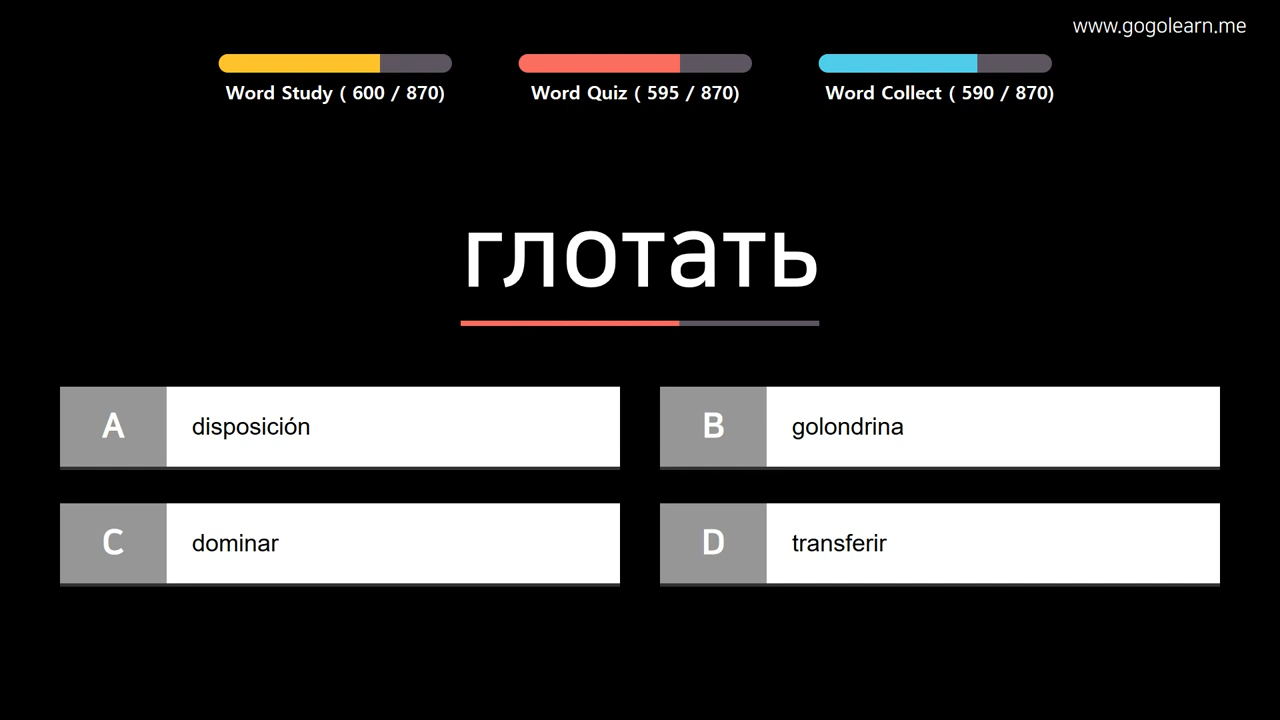 www.gogolearn.me
Word Study ( 600 / 870)
Word Quiz ( 595 / 870)
Word Collect ( 590 / 870)
глотать
A disposición
B golondrina
C dominar
D transferir